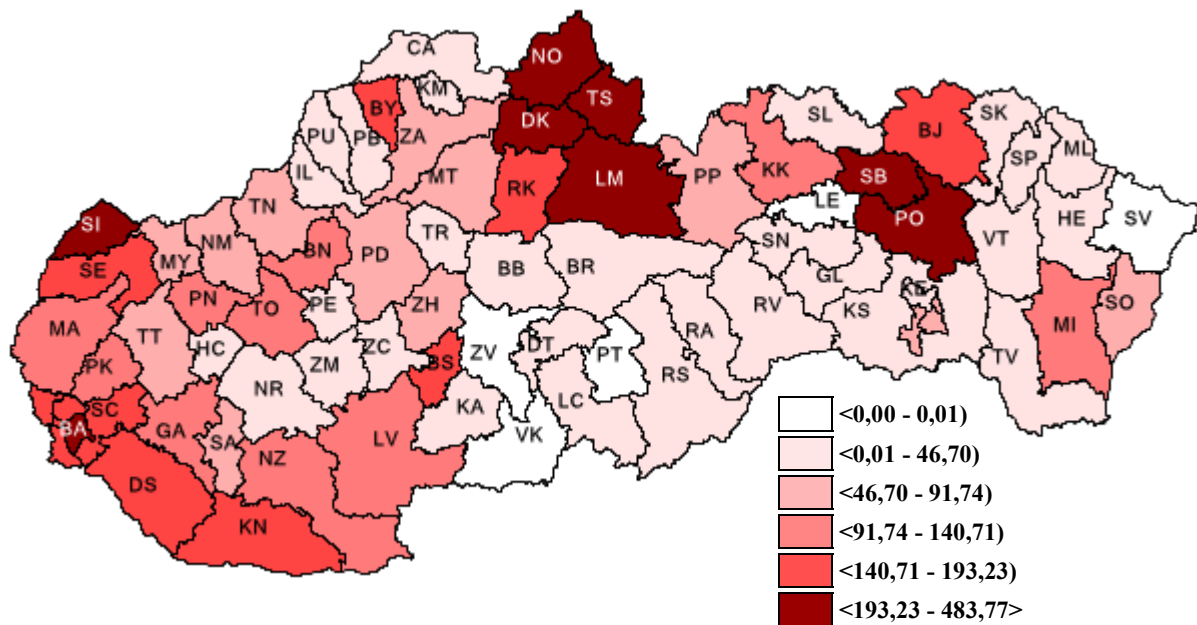 CA
NO
KM
TS
BY
PU
PB
ZA
DK
SL
BJ
SK
ML
SP
IL
MT
RK
LM
PP
KK
SB
LE
PO
HE
SV
VT
SI
TN
NM
MY
BN
PD
TR
BB
BR
SN
GL
KE
KS
SE
PN
TO
PE
ZH
RV
SO
MI
MA
TT
HC
ZM
ZC
BS
ZV
DT
PT
RA
RS
TV
PK
NR
KA
LC
SC
BA
GA
SA
NZ
LV
VK
DS
KN
<0,00 - 0,01)
<0,01 - 46,70)
<46,70 - 91,74)
<91,74 - 140,71)
<140,71 - 193,23)
<193,23 - 483,77>